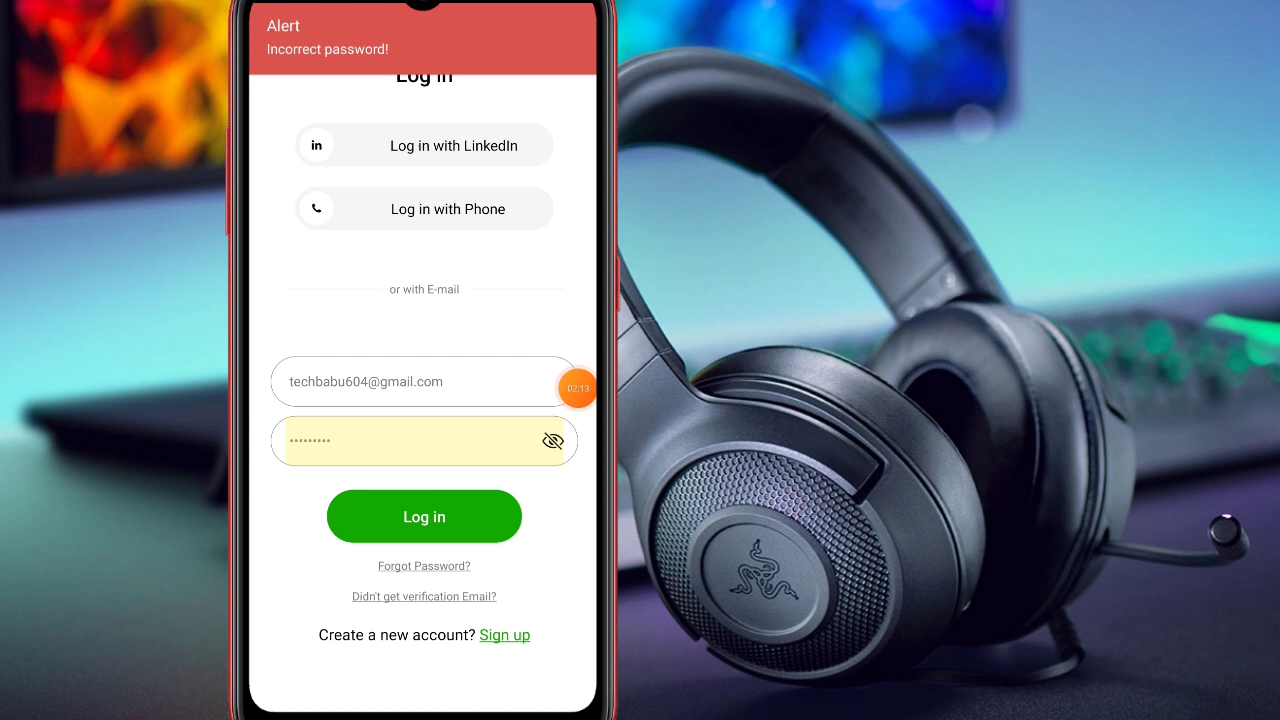 Alert
Incorrect password!
Log in
in Log in with LinkedIn
Log in with Phone
or with E-mail
techbabu604@gmail.com
02:13
•••••••••
Log in
Forgot Password?
Didn't get verification Email?
Create a new account? Sign up